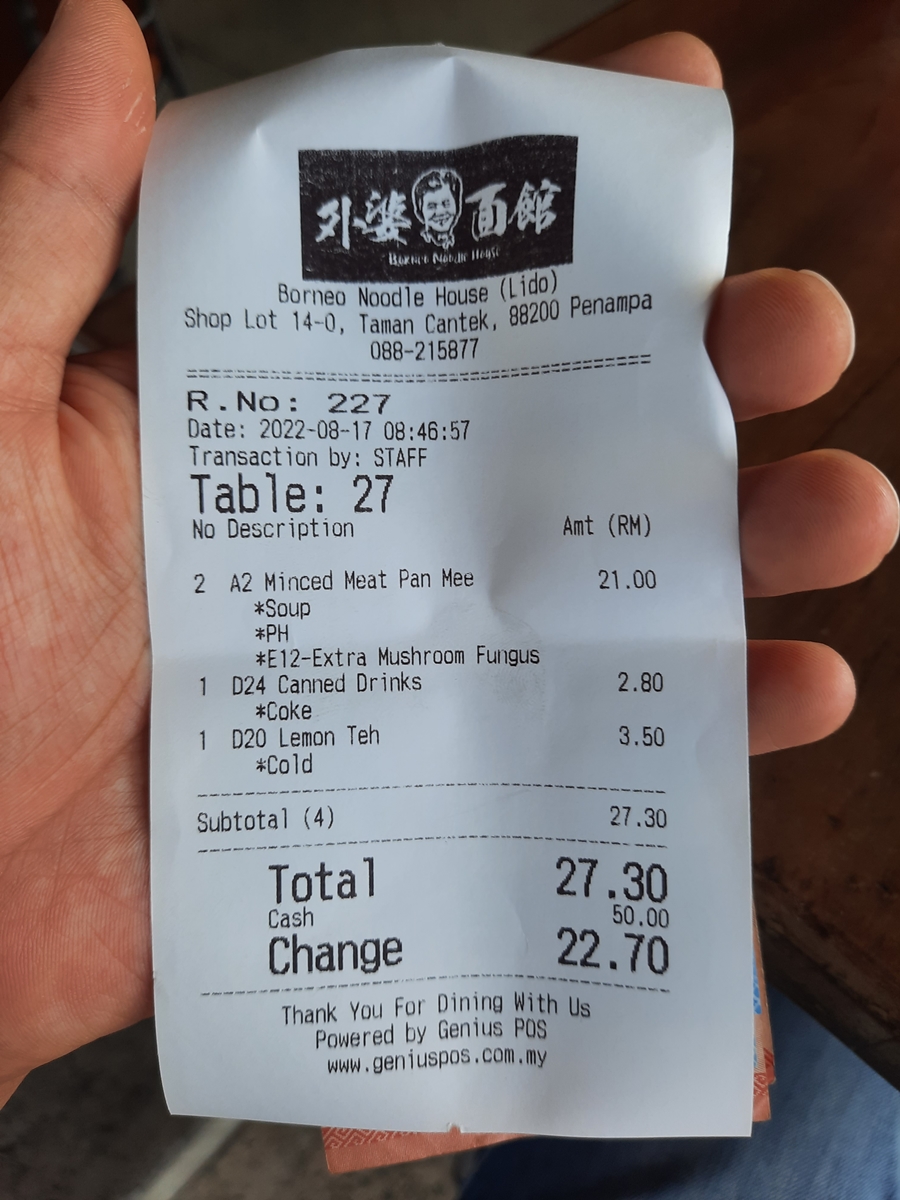 外婆面館
Borneo Noodle House
Borneo Noodle House (Lido)
Shop Lot 14-0, Taman Cantek, 88200 Penampa
088-215877
R.No: 227
Date: 2022-08-17 08:46:57
Transaction by: STAFF
Table: 27
No Description Amt (RM)
2 A2 Minced Meat Pan Mee 21.00
*Soup
*PH
*E12-Extra Mushroom Fungus
1 D24 Canned Drinks 2.80
*Coke
1 D20 Lemon Teh 3.50
*Cold
Subtotal (4) 27.30
Total 27.30
Cash 50.00
Change 22.70
Thank You For Dining With Us
Powered by Genius POS
www.geniuspos.com.my